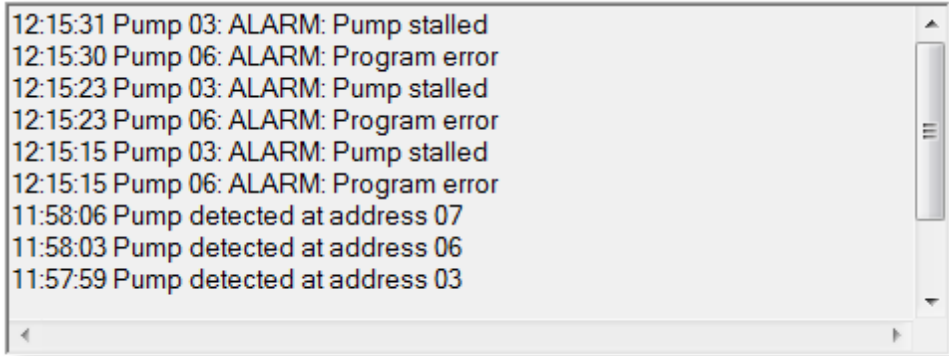 12:15:31 Pump 03: ALARM: Pump stalled
12:15:30 Pump 06: ALARM: Program error
12:15:23 Pump 03: ALARM: Pump stalled
12:15:23 Pump 06: ALARM: Program error
12:15:15 Pump 03: ALARM: Pump stalled
12:15:15 Pump 06: ALARM: Program error
11:58:06 Pump detected at address 07
11:58:03 Pump detected at address 06
11:57:59 Pump detected at address 03